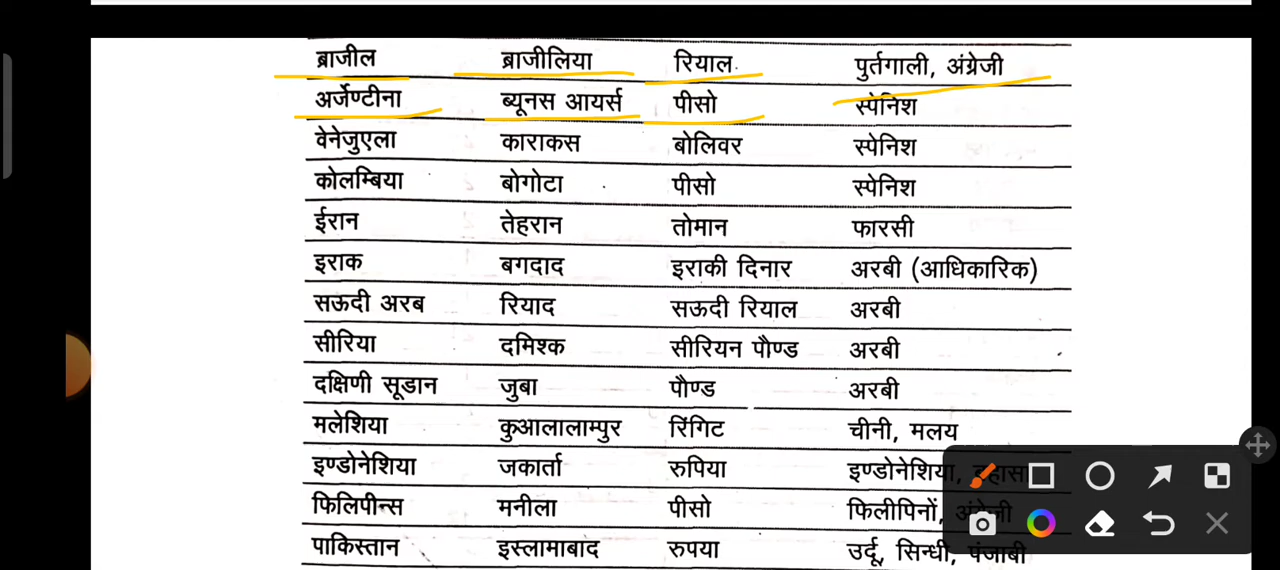 ब्राजील ब्राजीलिया रियाल पुर्तगाली, अंग्रेजी
अर्जेण्टीना ब्यूनस आयर्स पीसो स्पेनिश
वेनेजुएला काराकस बोलिवर स्पेनिश
कोलम्बिया बोगोटा पीसो स्पेनिश
ईरान तेहरान तोमान फारसी
इराक बगदाद इराकी दिनार अरबी (आधिकारिक)
सऊदी अरब रियाद सऊदी रियाल अरबी
सीरिया दमिश्क सीरियन पौण्ड अरबी
दक्षिणी सूडान जुबा पौण्ड अरबी
मलेशिया कुआलालाम्पुर रिंगिट चीनी, मलय
इण्डोनेशिया जकार्ता रुपिया इण्डोनेशिया,
फिलिपीन्स मनीला पीसो फिलीपिनों, अंग्रेजी
पाकिस्तान इस्लामाबाद रुपया उर्दू, सिन्धी, पंजाबी